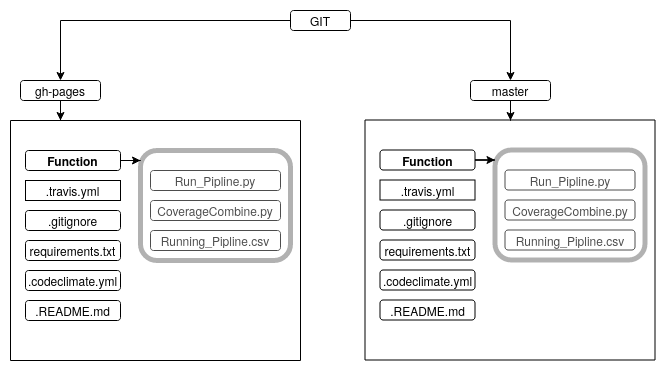 GIT
gh-pages
master
Function
Run_Pipline.py
.travis.yml
CoverageCombine.py
.gitignore
Running_Pipline.csv
requirements.txt
.codeclimate.yml
.README.md
Function
Run_Pipline.py
.travis.yml
CoverageCombine.py
.gitignore
Running_Pipline.csv
requirements.txt
.codeclimate.yml
.README.md